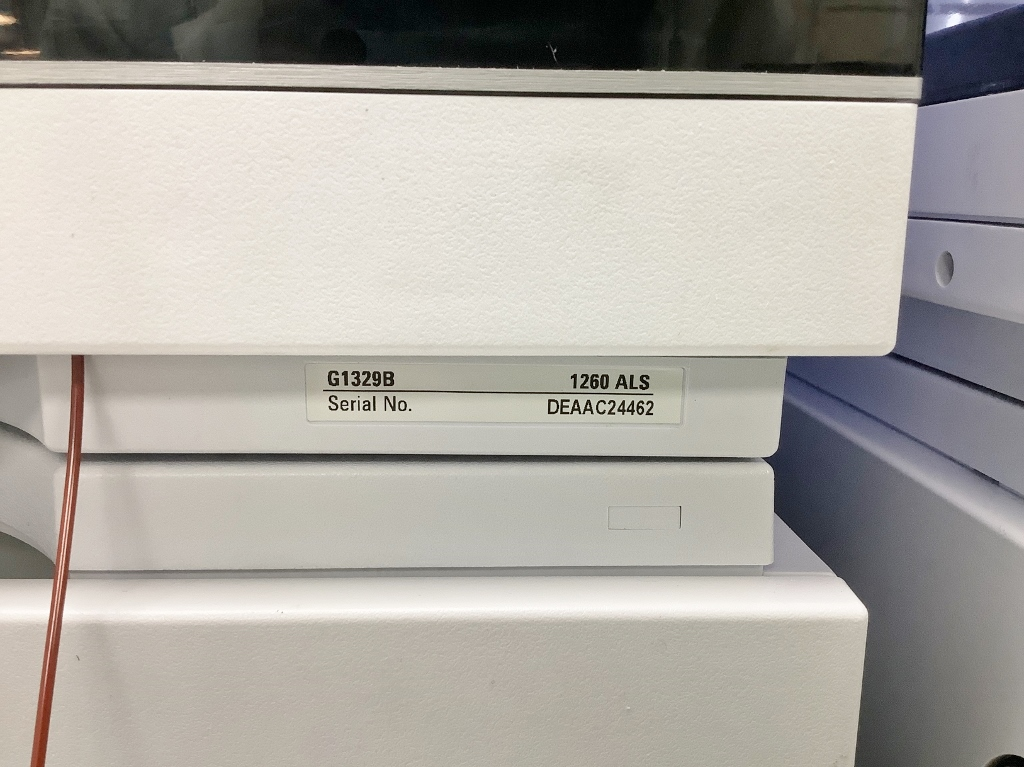 G1329B 1260 ALS
Serial No. DEAAC24462